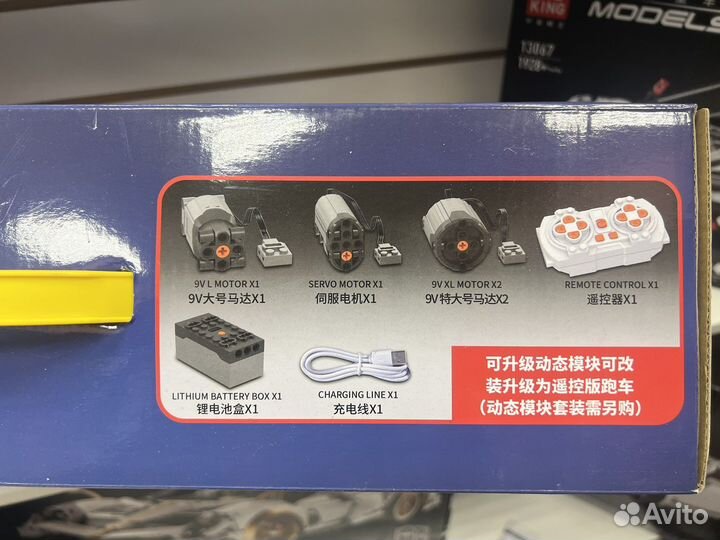 KING
MODELS
13067
1928
9V L MOTOR X1
9V大号马达X1
SERVO MOTOR X1
伺服电机X1
9V XL MOTOR X2
9V特大号马达X2
REMOTE CONTROL X1
遥控器X1
LITHIUM BATTERY BOX X1
锂电池盒X1
CHARGING LINE X1
充电线X1
可升级动态模块可改
装升级为遥控版跑车
(动态模块套装需另购)
Avito